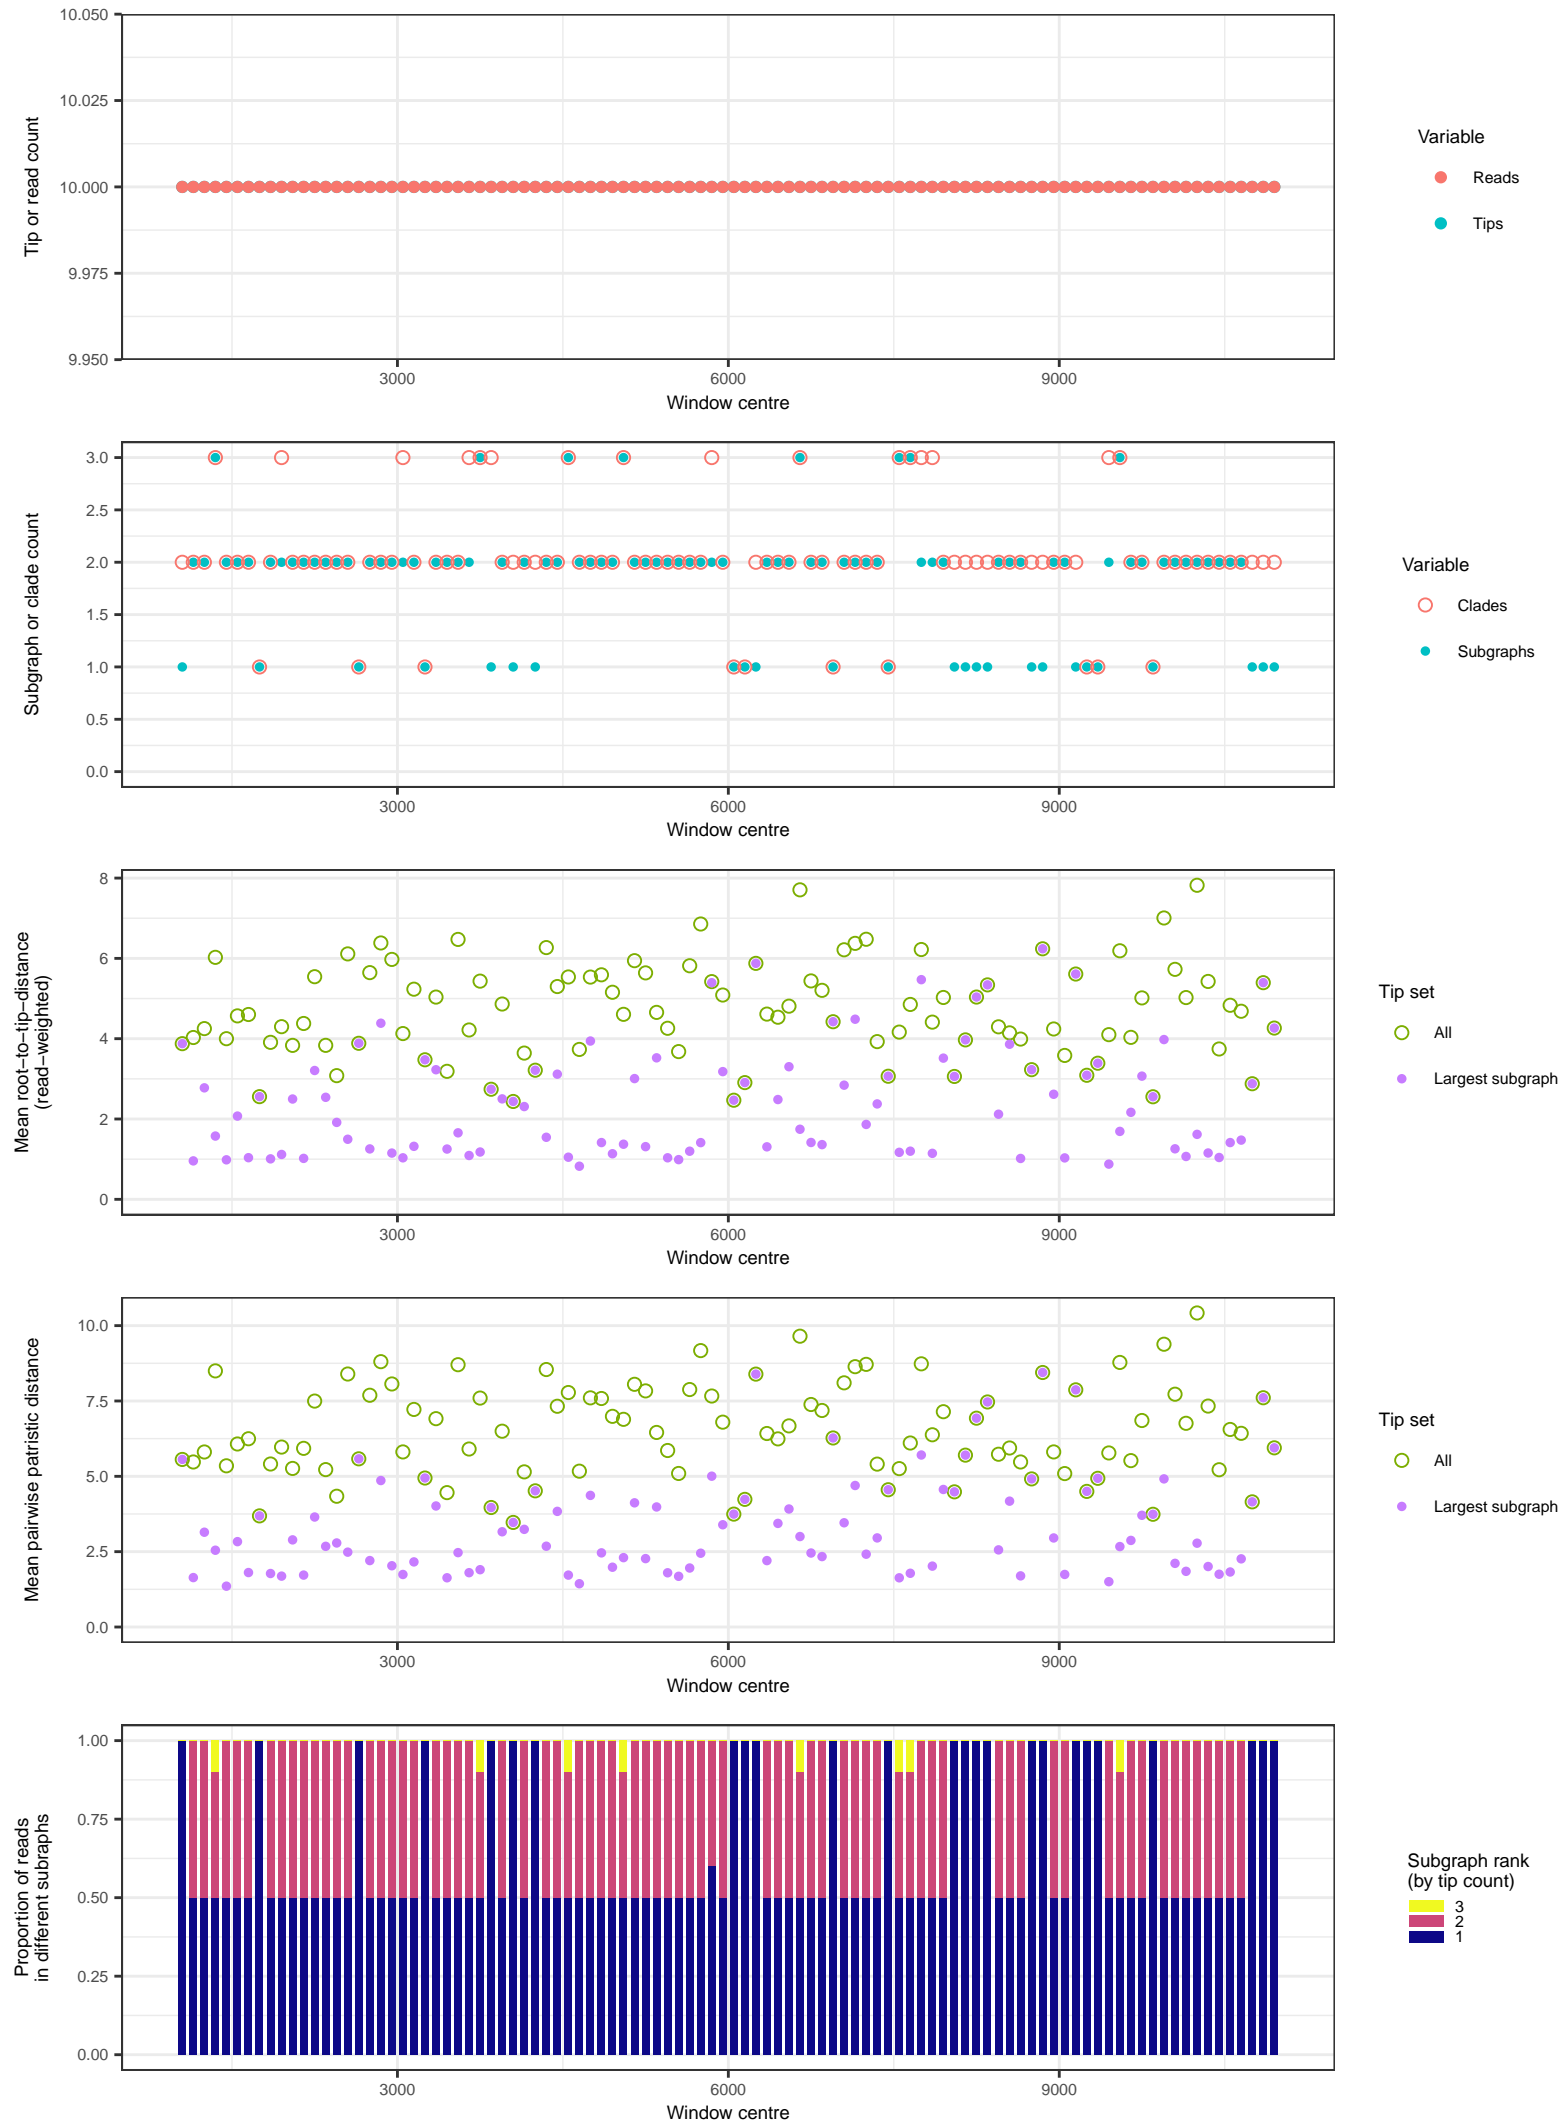 10.050
10.025
10.000
9.975
9.950
Tip or read count
3000
6000
9000
Window centre
Variable
Reads
Tips
3.0
2.5
2.0
1.5
1.0
0.5
0.0
Subgraph or clade count
3000
6000
9000
Window centre
Variable
Clades
Subgraphs
8
6
4
2
0
Mean root−to−tip−distance
(read−weighted)
3000
6000
9000
Window centre
Tip set
All
Largest subgraph
10.0
7.5
5.0
2.5
0.0
Mean pairwise patristic distance
3000
6000
9000
Window centre
Tip set
All
Largest subgraph
1.00
0.75
0.50
0.25
0.00
Proportion of reads
in different subraphs
3000
6000
9000
Window centre
Subgraph rank
(by tip count)
3
2
1